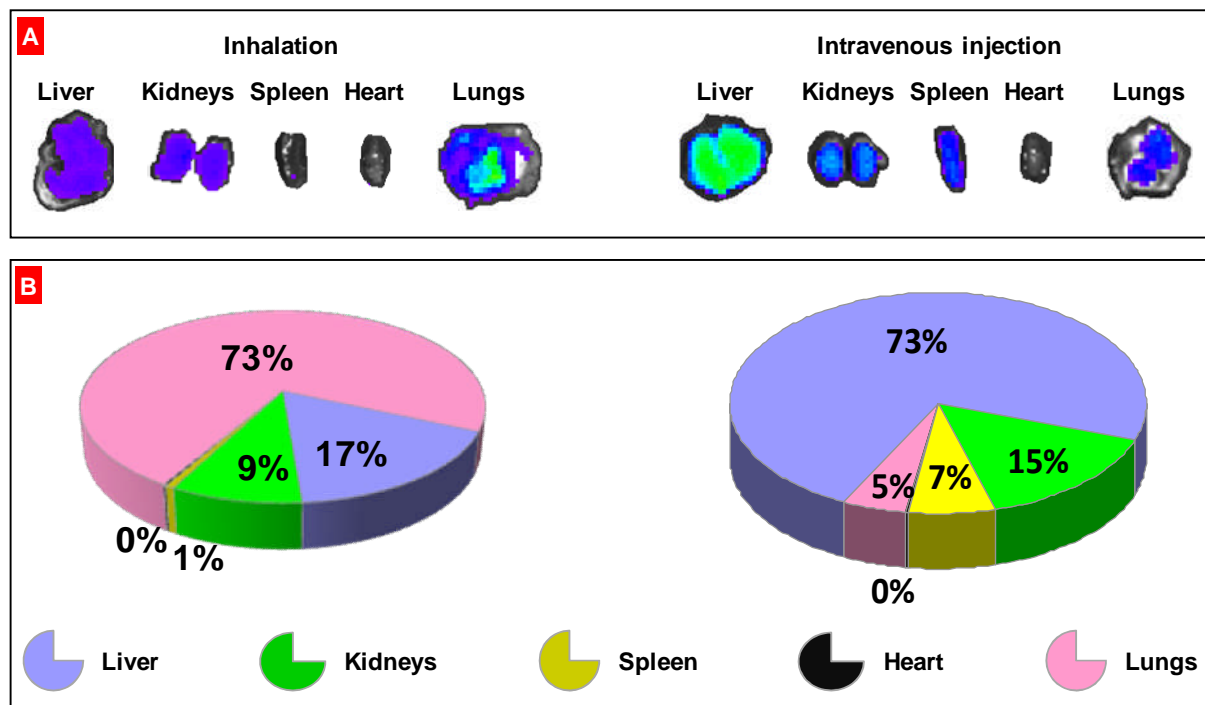 A
Inhalation
Intravenous injection
Liver Kidneys Spleen Heart Lungs
Liver Kidneys Spleen Heart Lungs
B
73%
17%
9%
1%
0%
73%
15%
7%
5%
0%
Liver Kidneys Spleen Heart Lungs